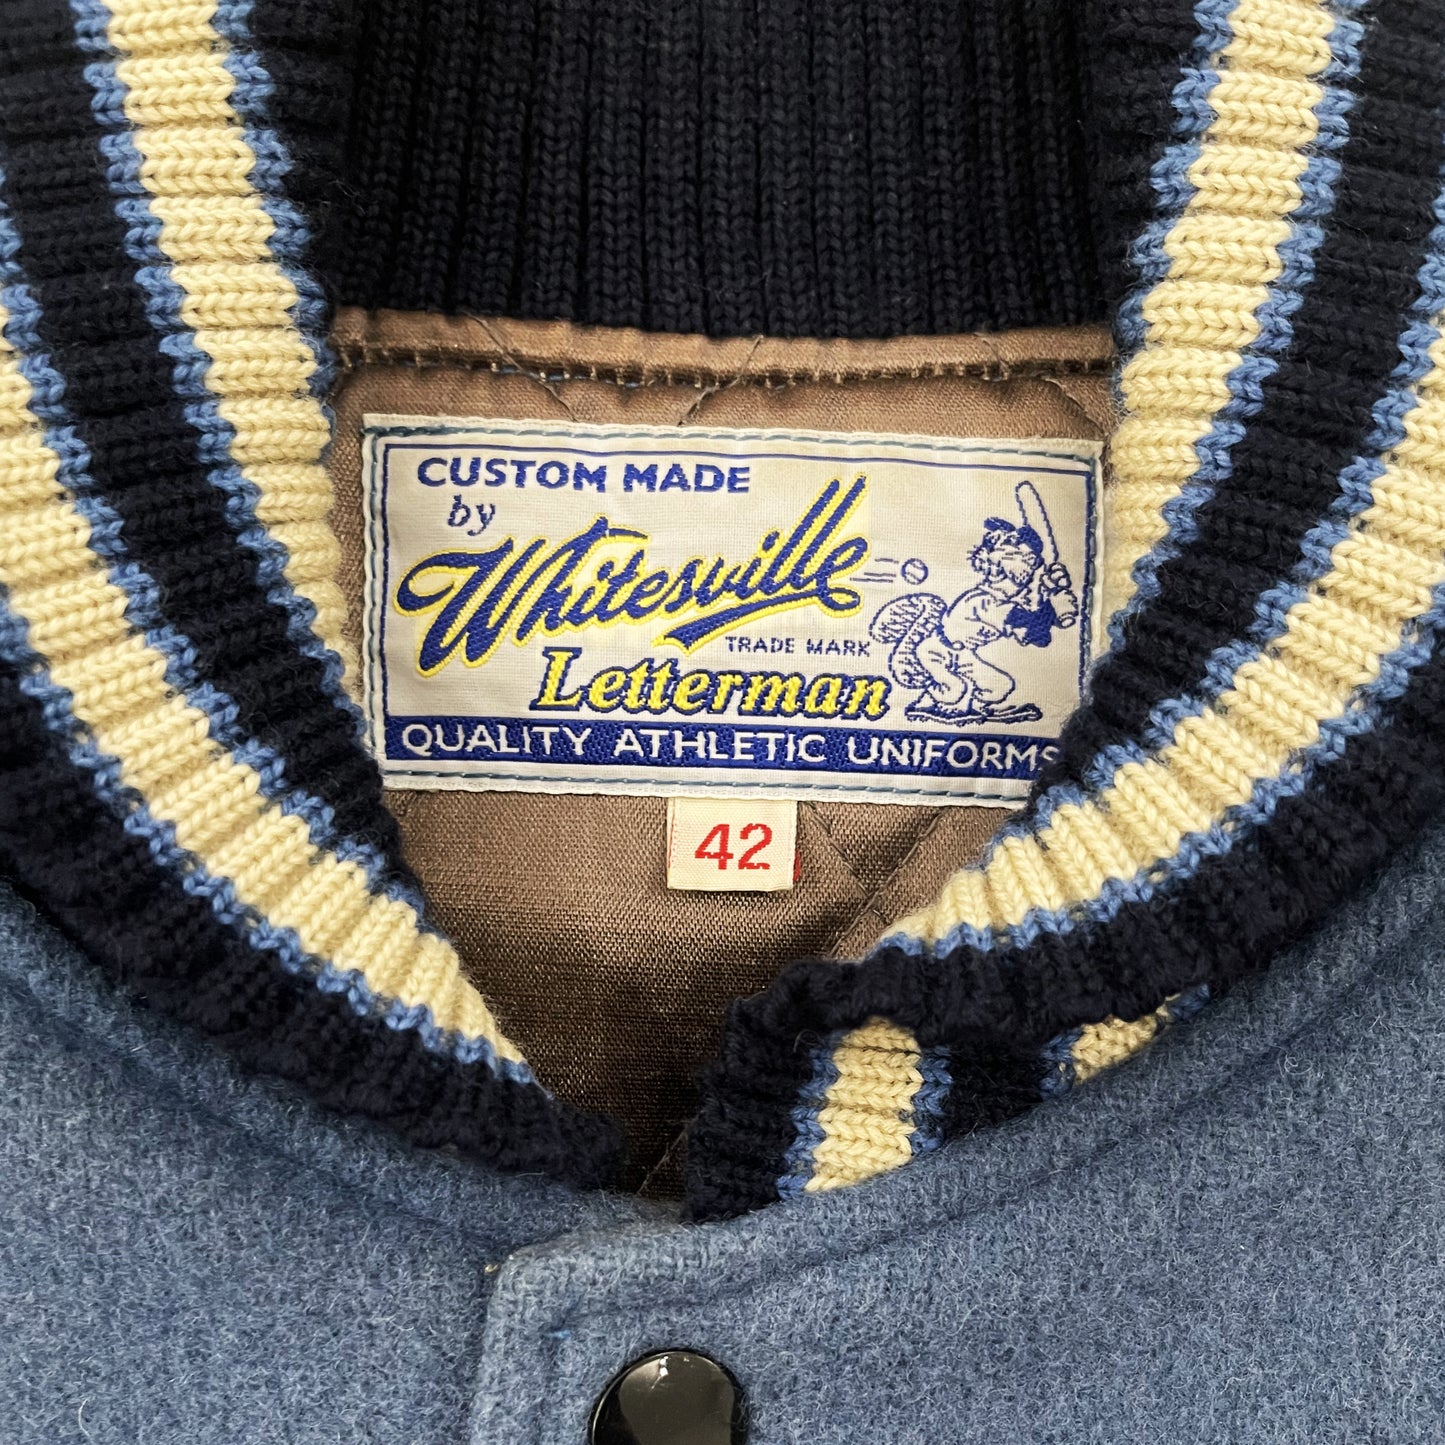 CUSTOM MADE
by
Whitesville
TRADE MARK
Letterman
QUALITY ATHLETIC UNIFORMS
42